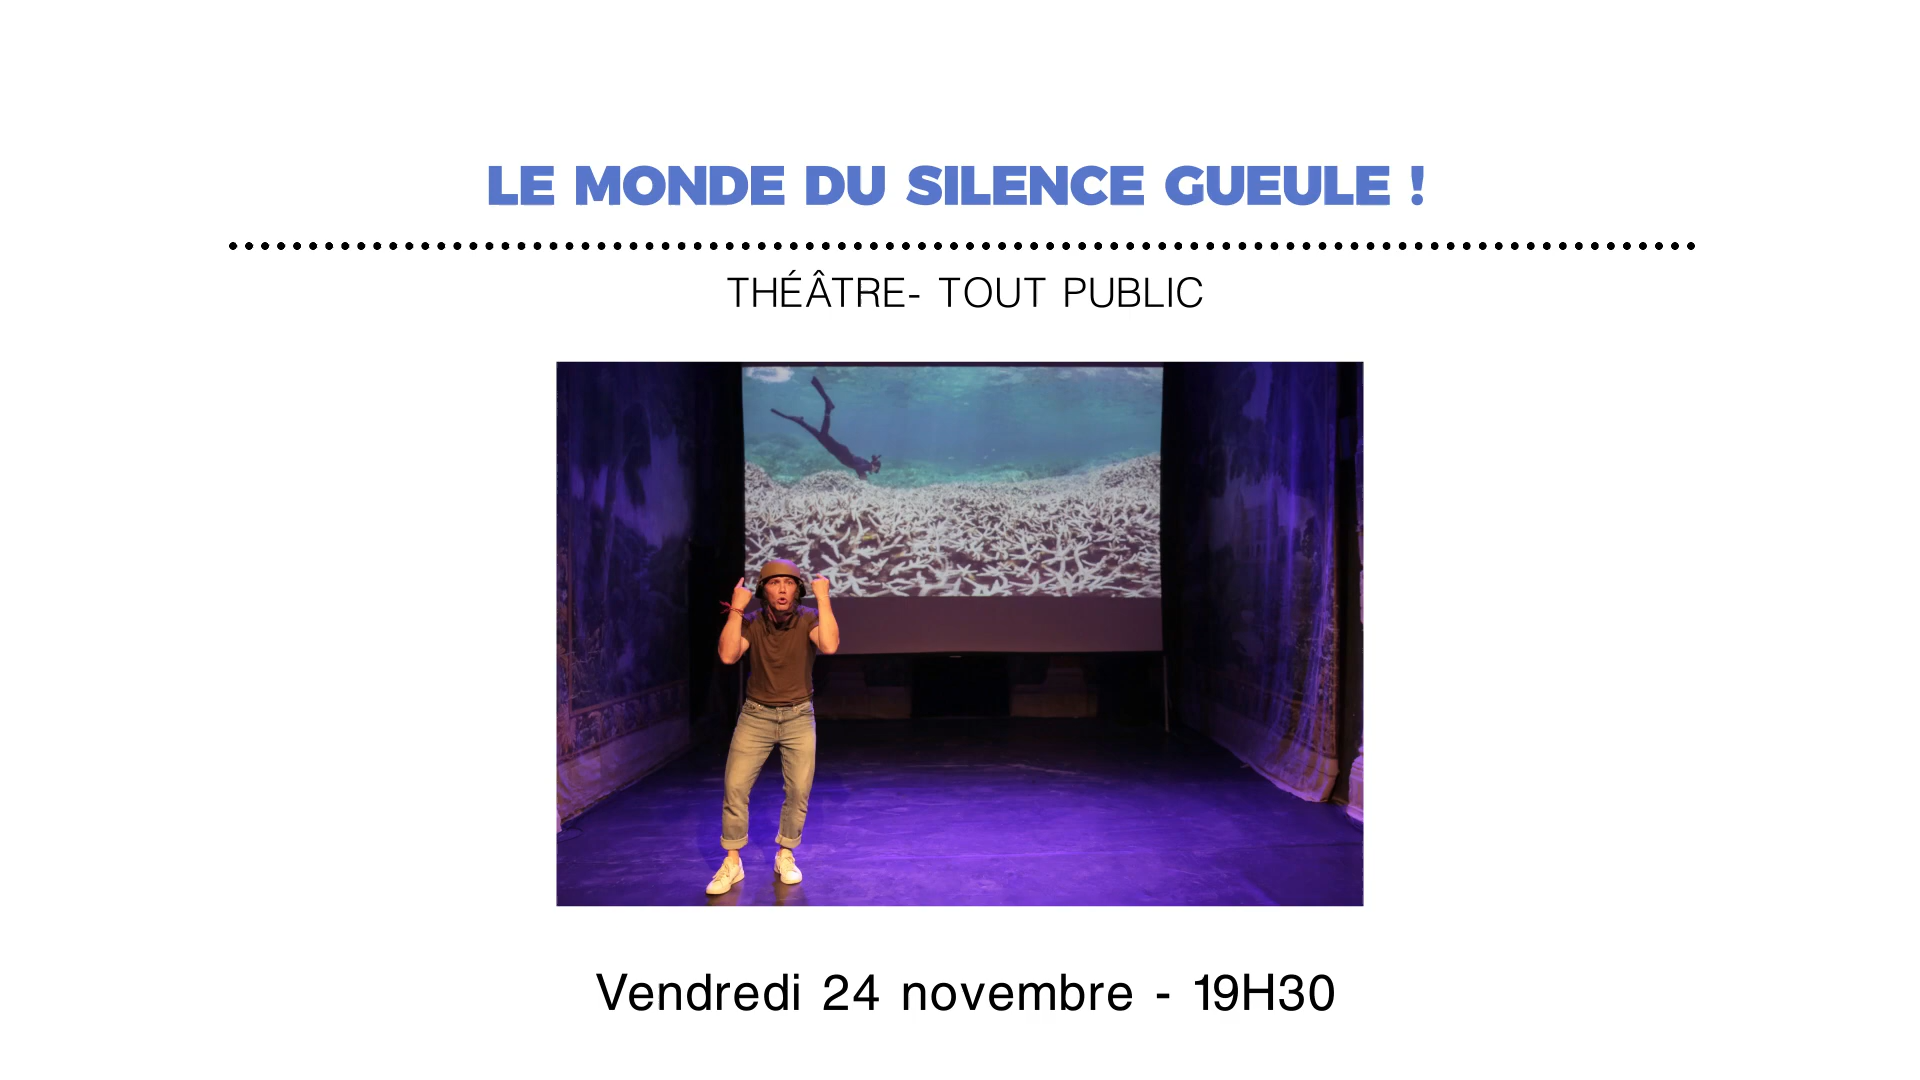 LE MONDE DU SILENCE GUEULE !
THÉÂTRE- TOUT PUBLIC
Vendredi 24 novembre - 19H30